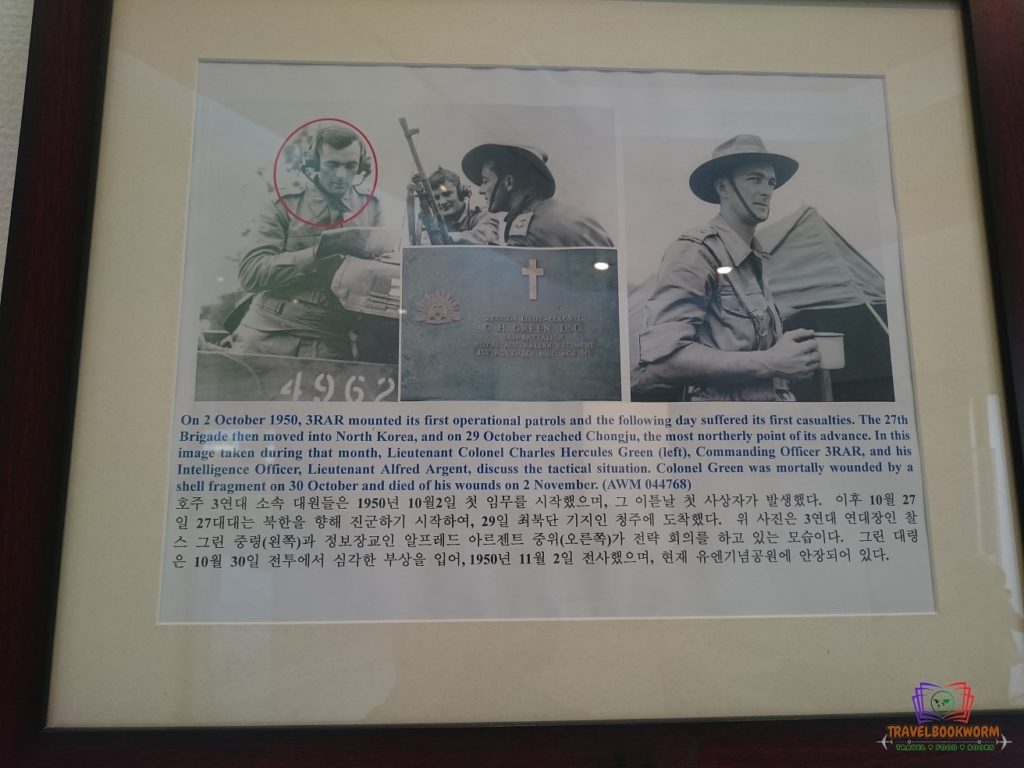 4962
C. H. GREEN. DSO.
3RD BATTALION
ROYAL AUSTRALIAN REGIMENT
1ST NOVEMBER 1950 AGE 30.
On 2 October 1950, 3RAR mounted its first operational patrols and the following day suffered its first casualties. The 27th
Brigade then moved into North Korea, and on 29 October reached Chongju, the most northerly point of its advance. In this
image taken during that month, Lieutenant Colonel Charles Hercules Green (left), Commanding Officer 3RAR, and his
Intelligence Officer, Lieutenant Alfred Argent, discuss the tactical situation. Colonel Green was mortally wounded by a
shell fragment on 30 October and died of his wounds on 2 November. (AWM 044768)
호주 3연대 소속 대원들은 1950년 10월2일 첫 임무를 시작했으며, 그 이튿날 첫 사상자가 발생했다. 이후 10월 27
일 27대대는 북한을 향해 진군하기 시작하여, 29일 최북단 기지인 청주에 도착했다. 위 사진은 3연대 연대장인 찰
스 그린 중령(왼쪽)과 정보장교인 알프레드 아르젠트 중위(오른쪽)가 전략 회의를 하고 있는 모습이다. 그린 대령
은 10월 30일 전투에서 심각한 부상을 입어, 1950년 11월 2일 전사했으며, 현재 유엔기념공원에 안장되어 있다.
TRAVELBOOKWORM
TRAVEL FOOD BOOKS